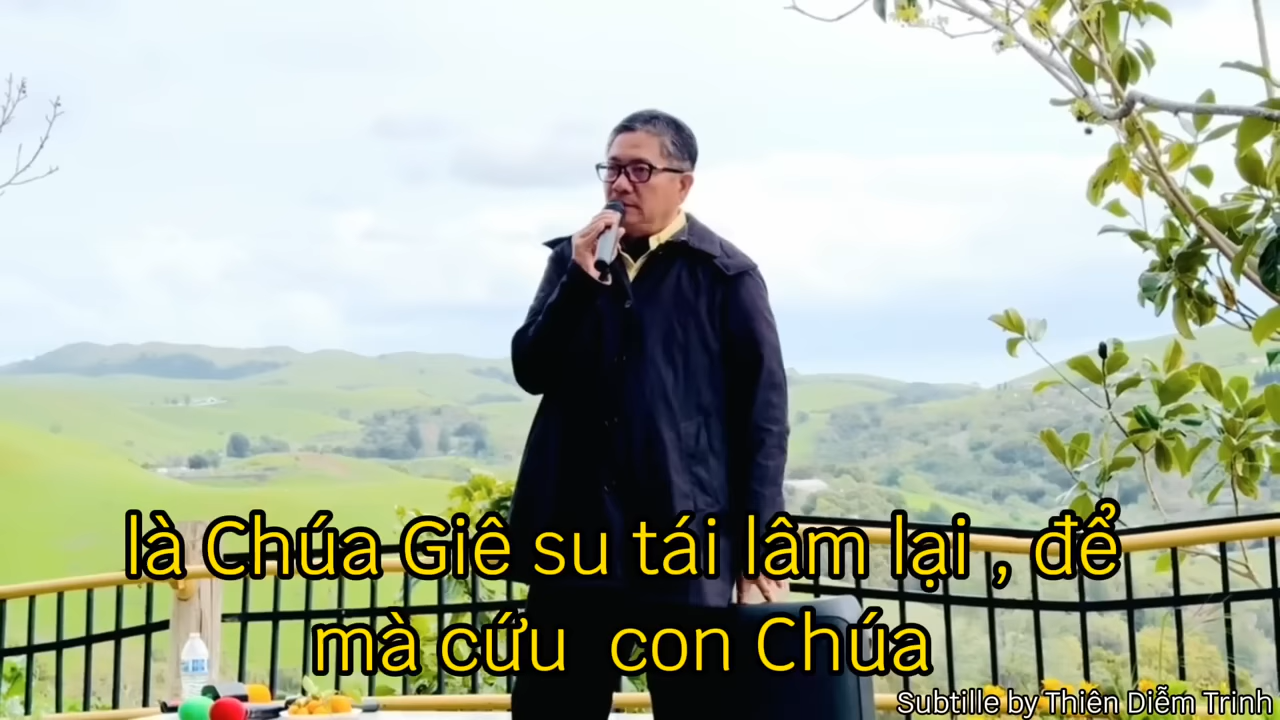 là Chúa Giê su tái lâm lại , để
mà cứu con Chúa
Subtille by Thiên Diễm Trinh